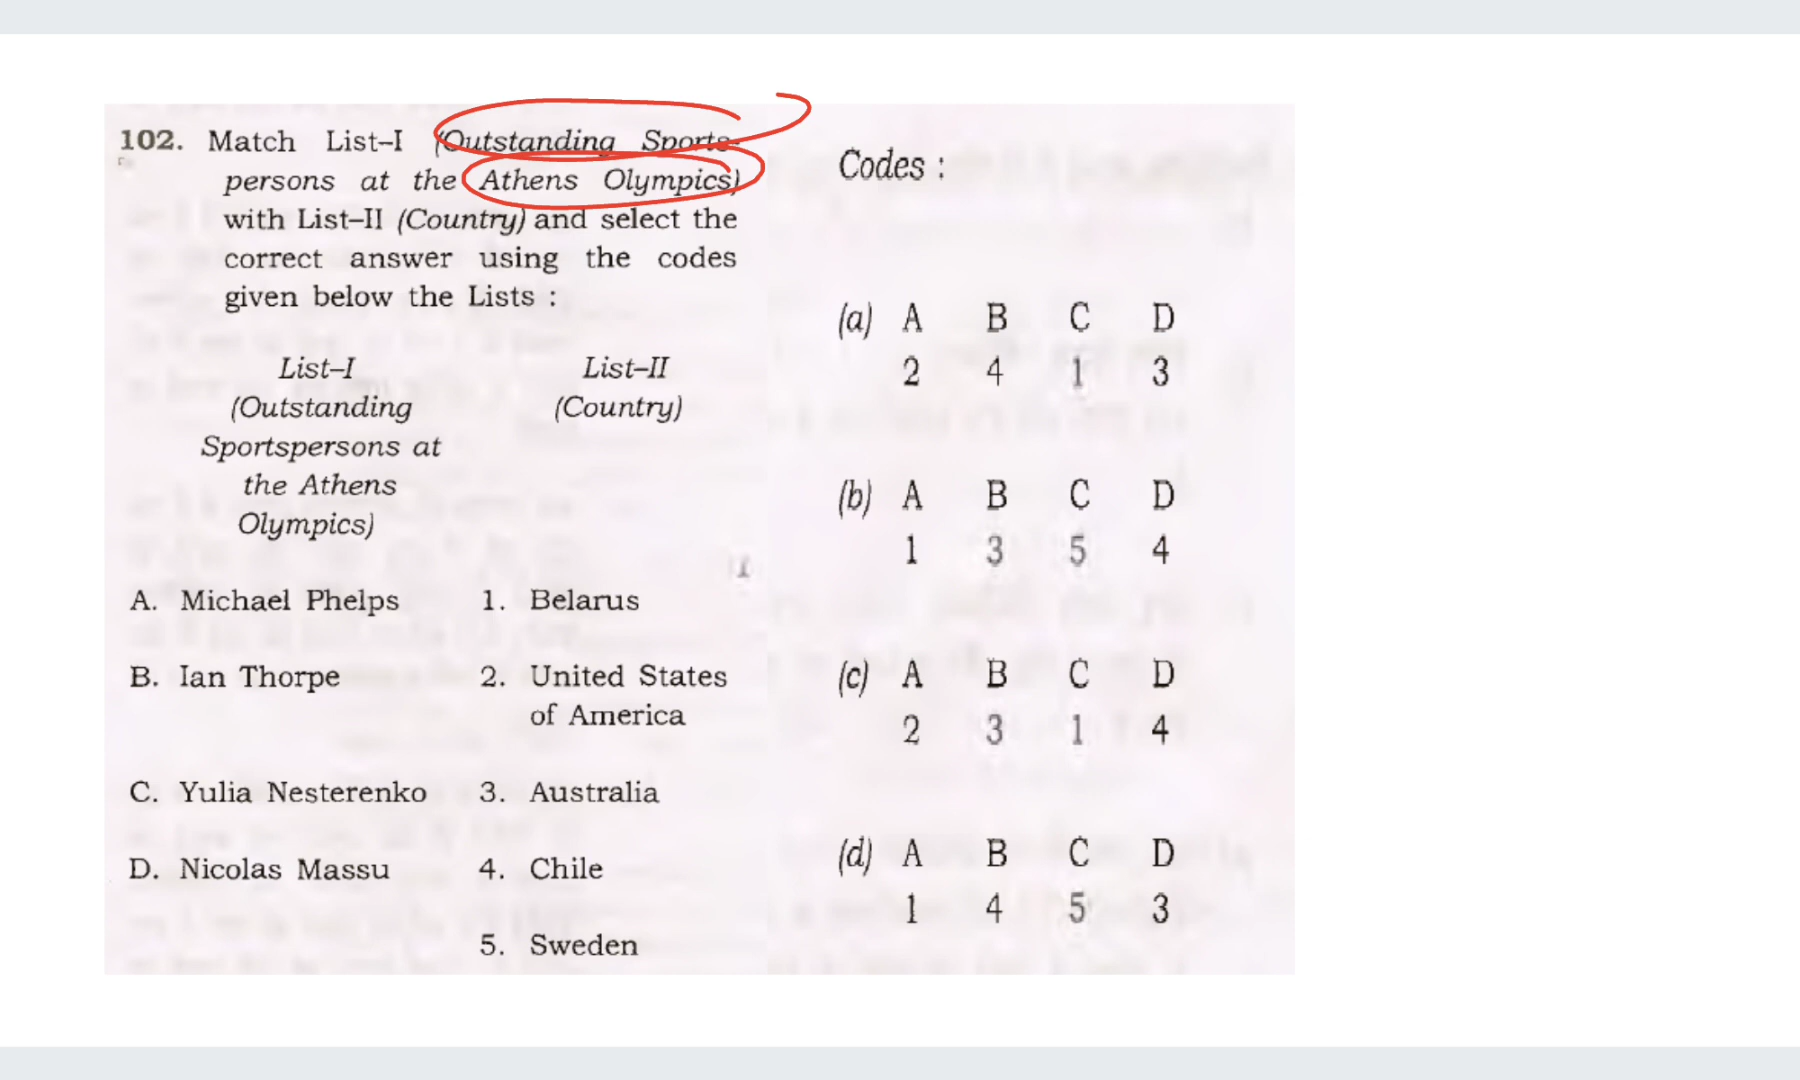 102. Match List–I (Outstanding Sports-
persons at the Athens Olympics)
with List–II (Country) and select the
correct answer using the codes
given below the Lists :
List–I List–II
(Outstanding (Country)
Sportspersons at
the Athens
Olympics)
A. Michael Phelps 1. Belarus
B. Ian Thorpe 2. United States
of America
C. Yulia Nesterenko 3. Australia
D. Nicolas Massu 4. Chile
5. Sweden
Codes :
(a) A B C D
2 4 1 3
(b) A B C D
1 3 5 4
(c) A B C D
2 3 1 4
(d) A B C D
1 4 5 3